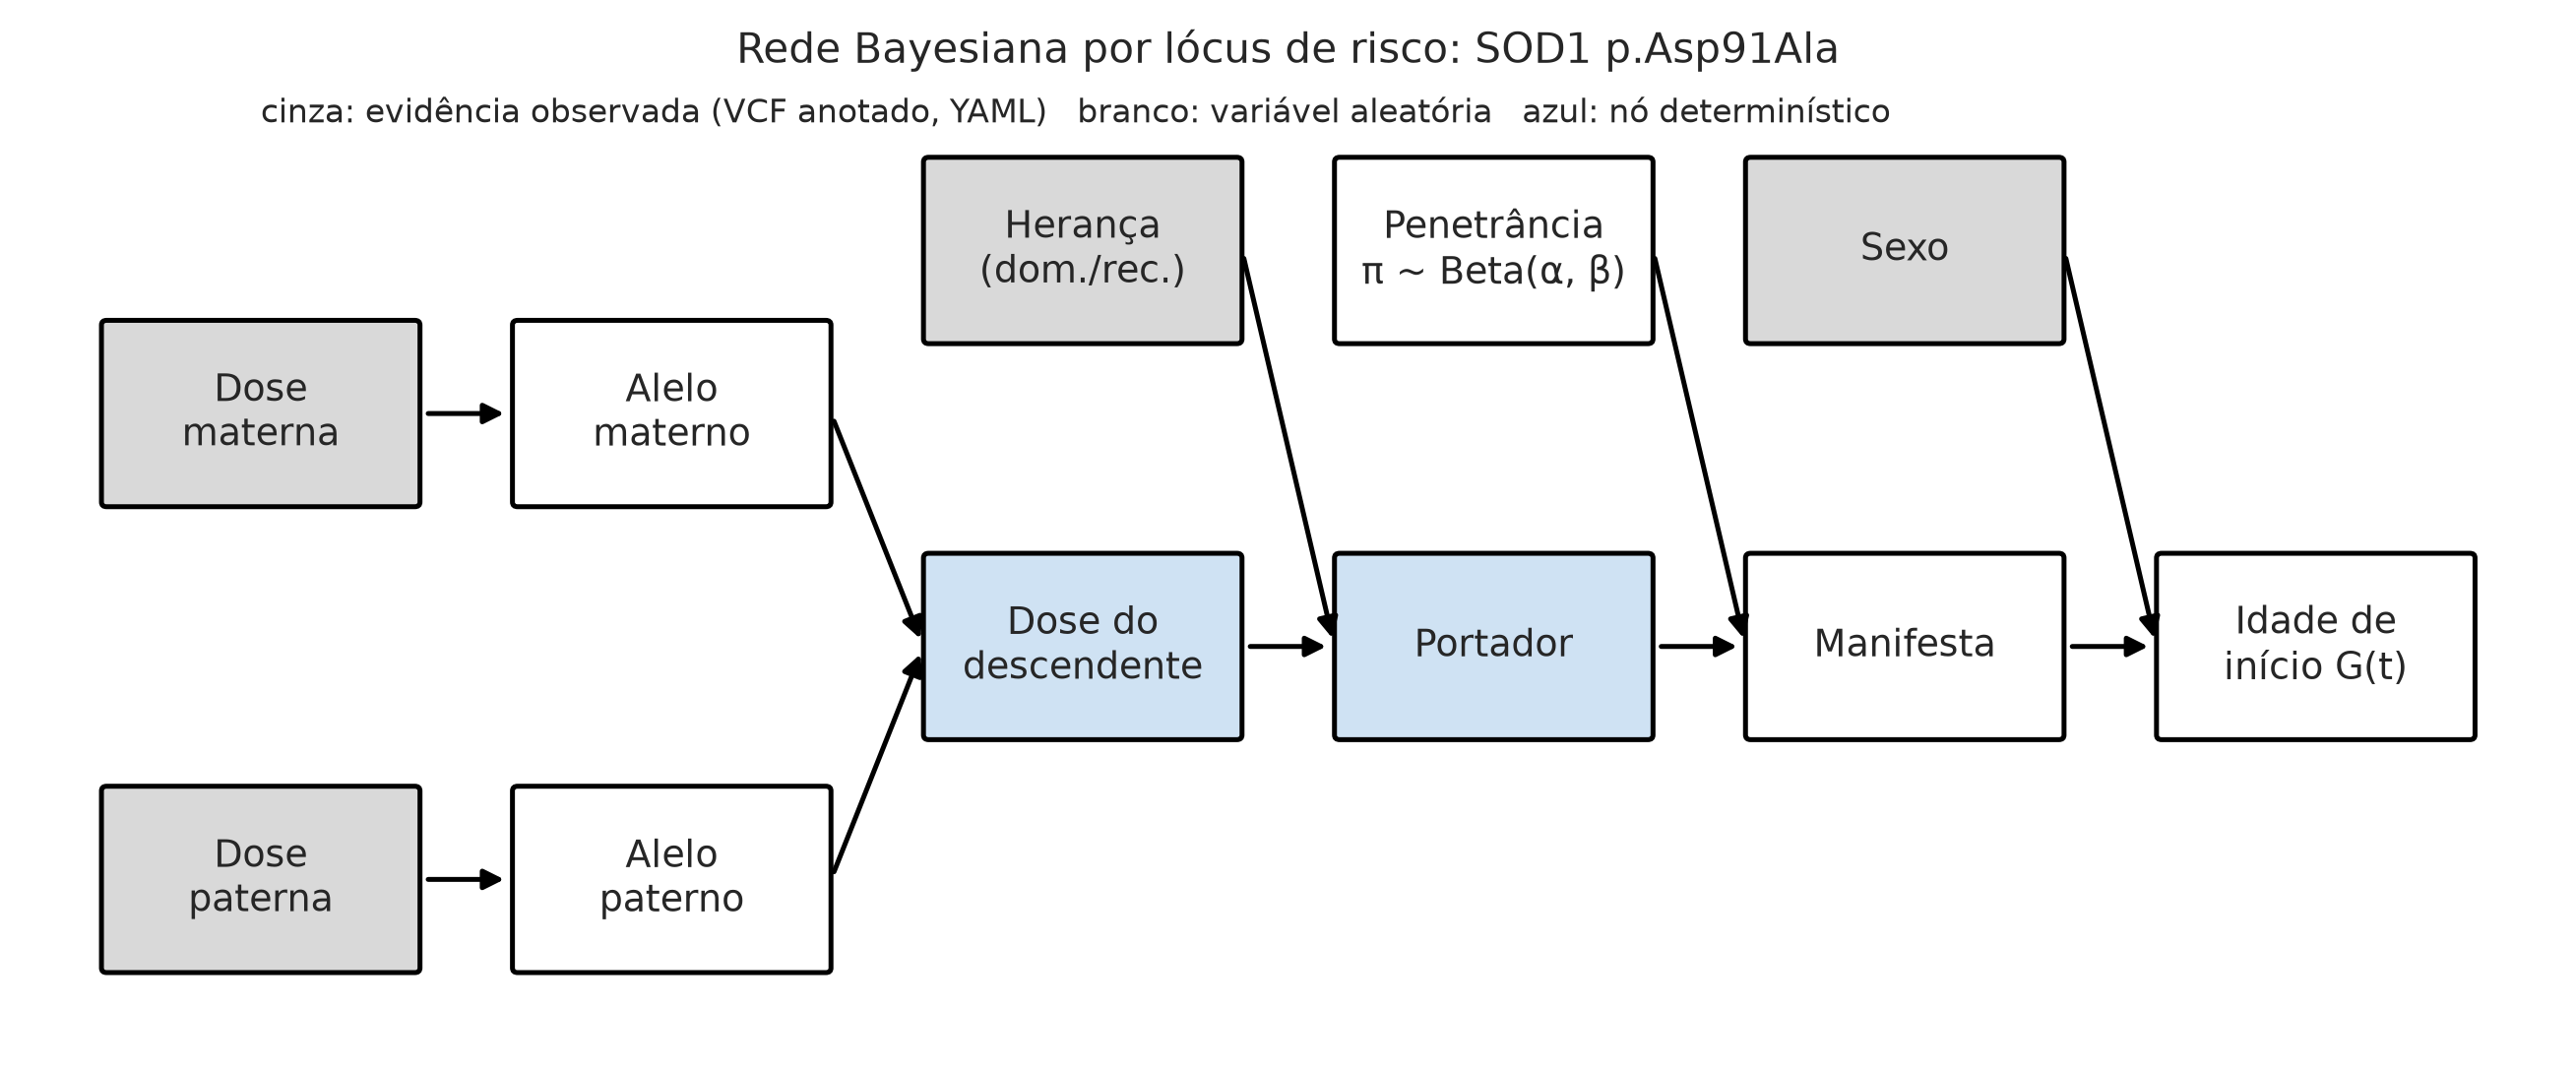 Rede Bayesiana por lócus de risco: SOD1 p.Asp91Ala
cinza: evidência observada (VCF anotado, YAML)   branco: variável aleatória   azul: nó determinístico
Herança
(dom./rec.)
Penetrância
π ~ Beta(α, β)
Sexo
Dose
materna
Alelo
materno
Dose do
descendente
Portador
Manifesta
Idade de
início G(t)
Dose
paterna
Alelo
paterno